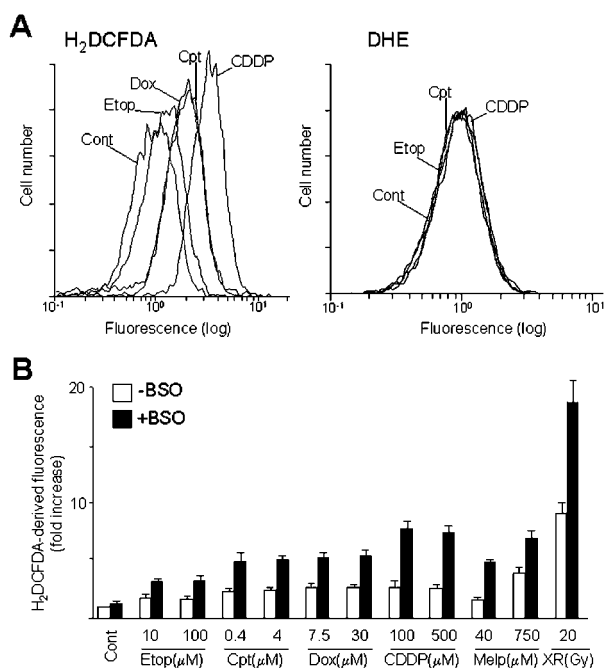 A
H₂DCFDA
DHE
Cpt
CDDP
Dox
Etop
Cont
Cell number
10⁻¹ 10⁰ 10¹
Fluorescence (log)
Cpt
CDDP
Etop
Cont
Cell number
10⁻¹ 10⁰ 10¹
Fluorescence (log)
B
H₂DCFDA-derived fluorescence
(fold increase)
20
10
0
-BSO
+BSO
Cont
10 100 0.4 4 7.5 30 100 500 40 750 20
Etop(µM) Cpt(µM) Dox(µM) CDDP(µM) Melp(µM) XR(Gy)